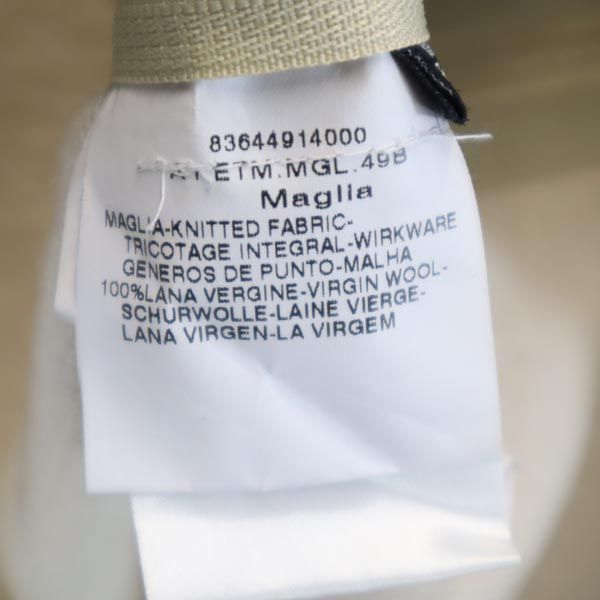 83644914000
ETM.MGL.49B
Maglia
MAGLIA-KNITTED FABRIC-
TRICOTAGE INTEGRAL-WIRKWARE
GENEROS DE PUNTO-MALHA
100%LANA VERGINE-VIRGIN WOOL-
SCHURWOLLE-LAINE VIERGE-
LANA VIRGEN-LA VIRGEM